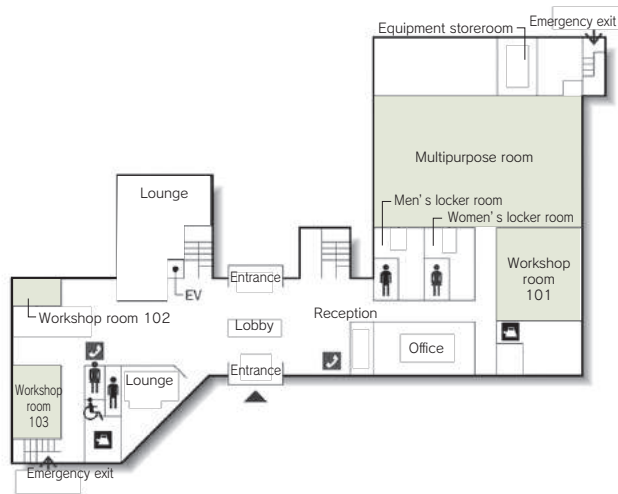 Equipment storeroom
Emergency exit
Multipurpose room
Lounge
Men's locker room
Women's locker room
Workshop
room
101
Entrance
EV
Workshop room 102
Lobby
Reception
Office
Entrance
Lounge
Workshop
room
103
Emergency exit